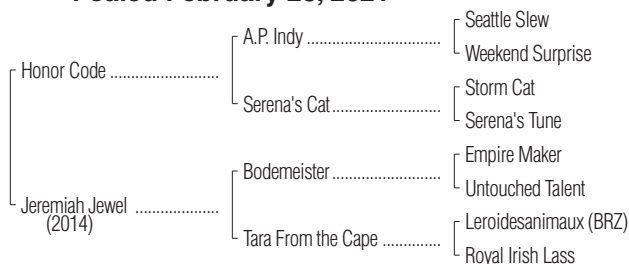 Foaled February 28, 2021
Seattle Slew
A.P. Indy
Weekend Surprise
Honor Code
Storm Cat
Serena's Cat
Serena's Tune
Empire Maker
Bodemeister
Untouched Talent
Jeremiah Jewel
(2014)
Leroidesanimaux (BRZ)
Tara From the Cape
Royal Irish Lass